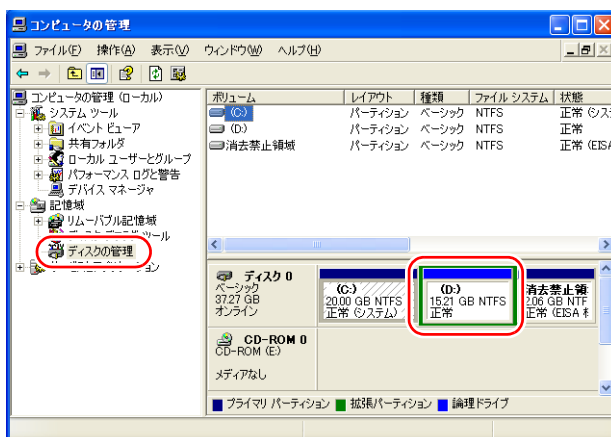 コンピュータの管理
ファイル(F) 操作(A) 表示(V) ウィンドウ(W) ヘルプ(H)
コンピュータの管理 (ローカル)
システム ツール
イベント ビューア
共有フォルダ
ローカル ユーザーとグループ
パフォーマンス ログと警告
デバイス マネージャ
記憶域
リムーバブル記憶域
ディスクの管理
ボリューム レイアウト 種類 ファイル システム 状態
(C:) パーティション ベーシック NTFS 正常 (シス
(D:) パーティション ベーシック NTFS 正常
消去禁止領域 パーティション ベーシック NTFS 正常 (EISA
ディスク 0
ベーシック
37.27 GB
オンライン
(C:)
20.00 GB NTFS
正常 (システム)
(D:)
15.21 GB NTFS
正常
消去禁止領
2.06 GB NTF
正常 (EISA
CD-ROM 0
CD-ROM (E:)
メディアなし
プライマリ パーティション 拡張パーティション 論理ドライブ